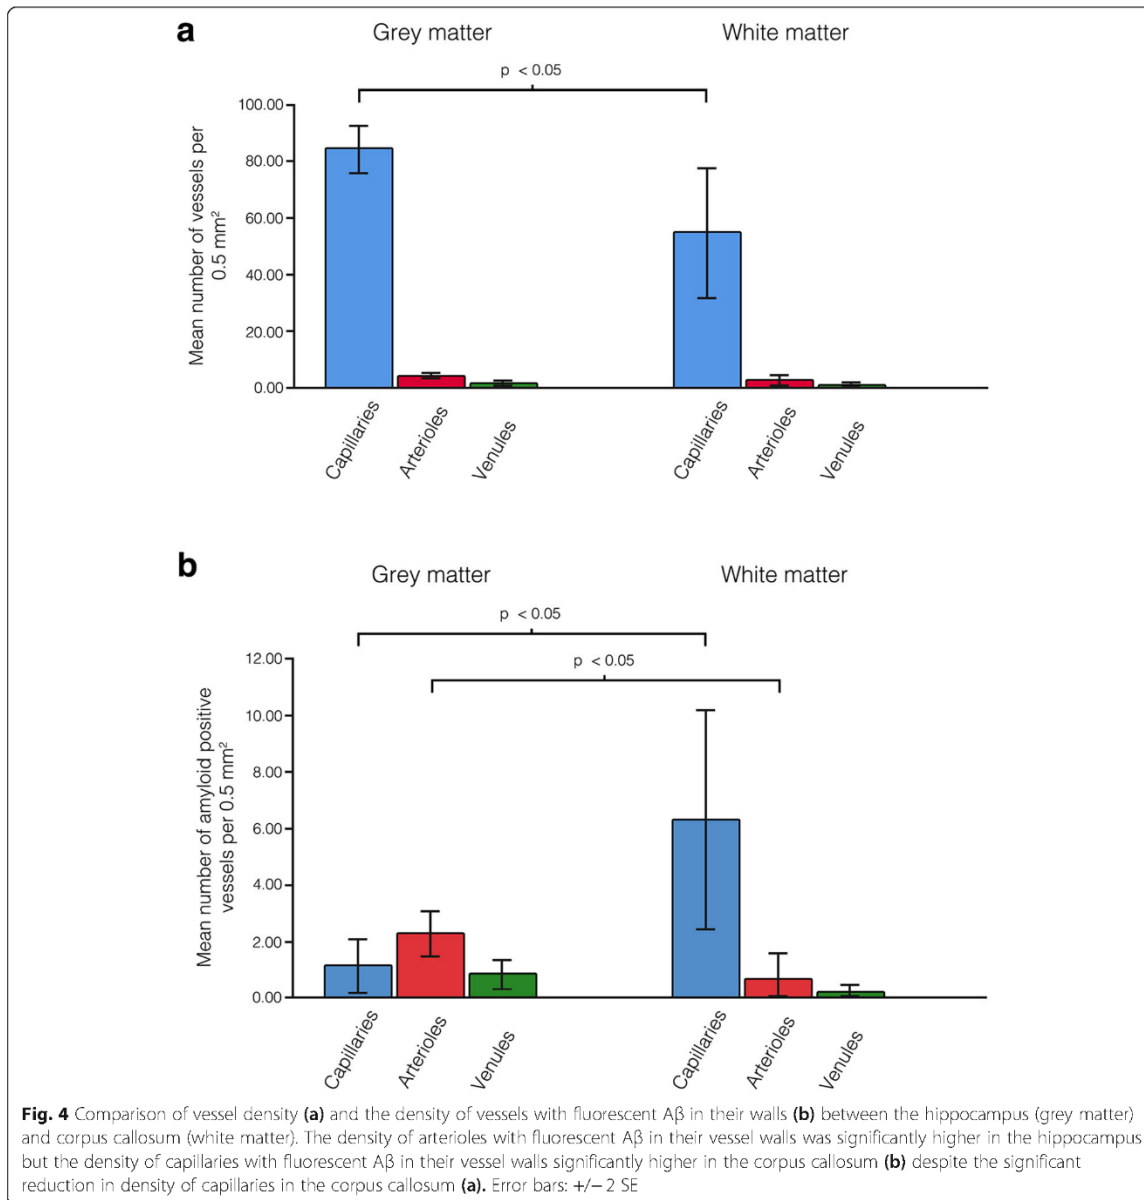 a
Grey matter
White matter
p < 0.05
Mean number of vessels per
0.5 mm²
100.00
80.00
60.00
40.00
20.00
0.00
Capillaries
Arterioles
Venules
Capillaries
Arterioles
Venules
b
Grey matter
White matter
p < 0.05
p < 0.05
Mean number of amyloid positive
vessels per 0.5 mm²
12.00
10.00
8.00
6.00
4.00
2.00
0.00
Capillaries
Arterioles
Venules
Capillaries
Arterioles
Venules
Fig. 4 Comparison of vessel density (a) and the density of vessels with fluorescent Aβ in their walls (b) between the hippocampus (grey matter)
and corpus callosum (white matter). The density of arterioles with fluorescent Aβ in their vessel walls was significantly higher in the hippocampus
but the density of capillaries with fluorescent Aβ in their vessel walls significantly higher in the corpus callosum (b) despite the significant
reduction in density of capillaries in the corpus callosum (a). Error bars: +/− 2 SE